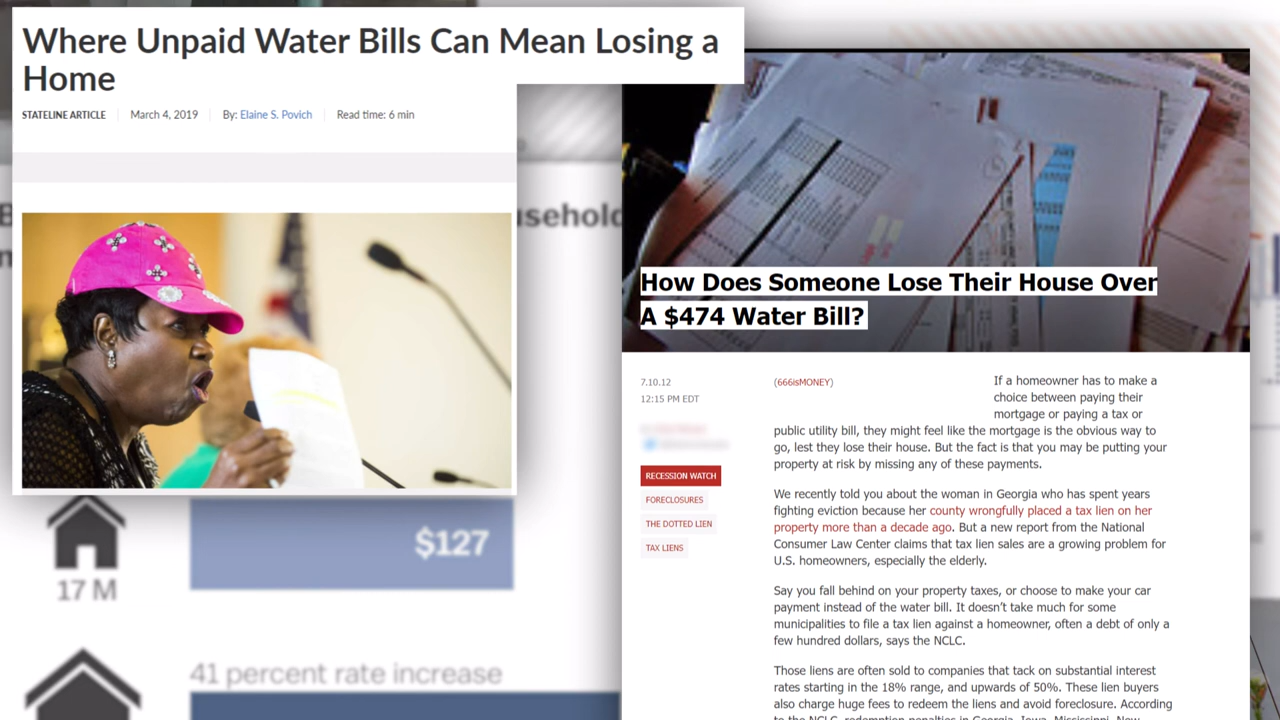 Where Unpaid Water Bills Can Mean Losing a
Home
STATELINE ARTICLE
March 4, 2019
By: Elaine S. Povich
Read time: 6 min
$127
17 M
41 percent rate increase
How Does Someone Lose Their House Over
A $474 Water Bill?
7.10.12
12:15 PM EDT
RECESSION WATCH
FORECLOSURES
THE DOTTED LIEN
TAX LIENS
(666isMONEY)
If a homeowner has to make a
choice between paying their
mortgage or paying a tax or
public utility bill, they might feel like the mortgage is the obvious way to
go, lest they lose their house. But the fact is that you may be putting your
property at risk by missing any of these payments.
We recently told you about the woman in Georgia who has spent years
fighting eviction because her county wrongfully placed a tax lien on her
property more than a decade ago. But a new report from the National
Consumer Law Center claims that tax lien sales are a growing problem for
U.S. homeowners, especially the elderly.
Say you fall behind on your property taxes, or choose to make your car
payment instead of the water bill. It doesn't take much for some
municipalities to file a tax lien against a homeowner, often a debt of only a
few hundred dollars, says the NCLC.
Those liens are often sold to companies that tack on substantial interest
rates starting in the 18% range, and upwards of 50%. These lien buyers
also charge huge fees to redeem the liens and avoid foreclosure. According
to the NCLC, redemption penalties in Georgia, Iowa, Mississippi, New